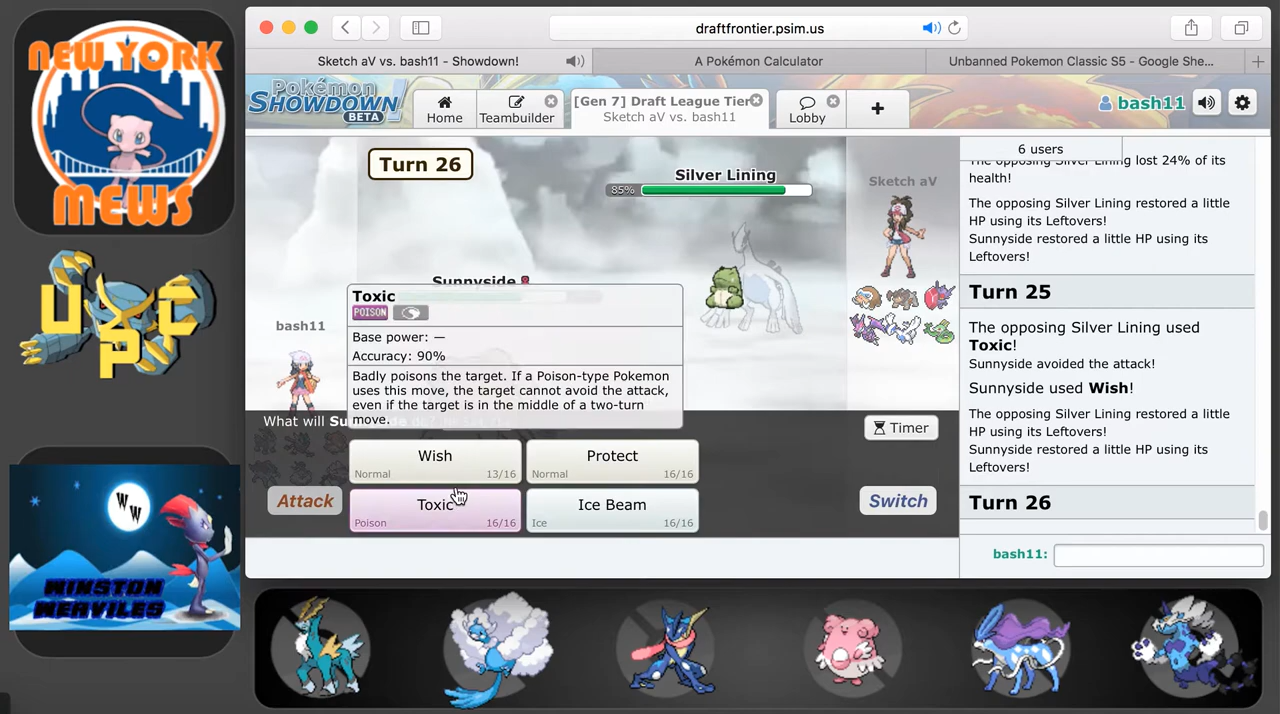 NEW YORK
MEWS
UPC
WW
WINSTON
WEAVILES
draftfrontier.psim.us
Sketch aV vs. bash11 - Showdown!
A Pokémon Calculator
Unbanned Pokemon Classic S5 - Google She...
Pokémon
SHOWDOWN!
BETA
Home
Teambuilder
[Gen 7] Draft League Tier
Sketch aV vs. bash11
Lobby
bash11
Turn 26
Silver Lining
85%
Sketch aV
Sunnyside
bash11
Toxic
POISON
Base power: —
Accuracy: 90%
Badly poisons the target. If a Poison-type Pokemon
uses this move, the target cannot avoid the attack,
even if the target is in the middle of a two-turn
move.
What will Su
Timer
Attack
Wish
Normal 13/16
Protect
Normal 16/16
Toxic
Poison 16/16
Ice Beam
Ice 16/16
Switch
6 users
The opposing Silver Lining lost 24% of its
health!
The opposing Silver Lining restored a little
HP using its Leftovers!
Sunnyside restored a little HP using its
Leftovers!
Turn 25
The opposing Silver Lining used
Toxic!
Sunnyside avoided the attack!
Sunnyside used Wish!
The opposing Silver Lining restored a little
HP using its Leftovers!
Sunnyside restored a little HP using its
Leftovers!
Turn 26
bash11: